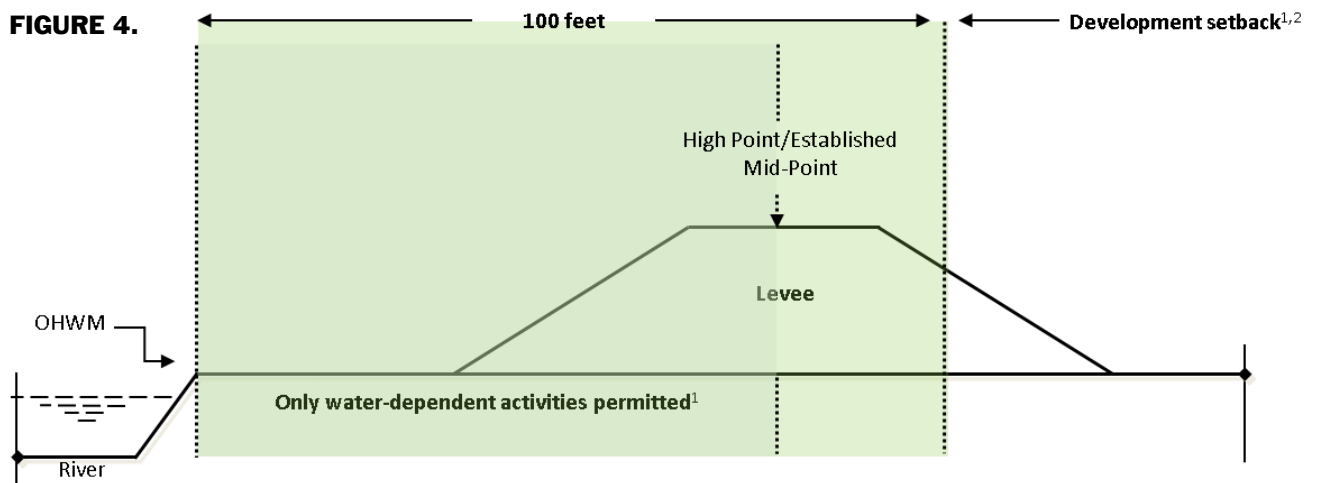 FIGURE 4.
100 feet
Development setback1,2
High Point/Established
Mid-Point
Levee
OHWM
Only water-dependent activities permitted1
River